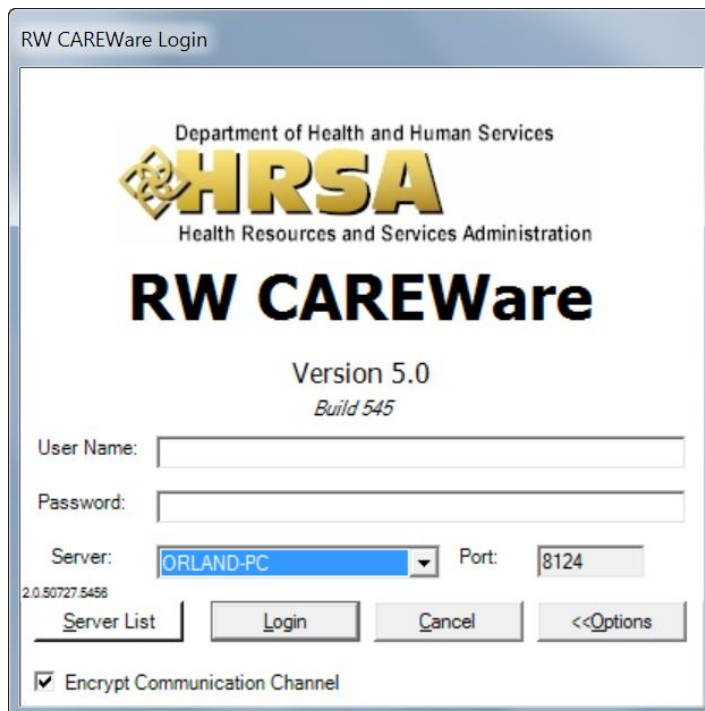 RW CAREWare Login
Department of Health and Human Services
HRSA
Health Resources and Services Administration
RW CAREWare
Version 5.0
Build 545
User Name:
Password:
Server: ORLAND-PC Port: 8124
2.0.50727.5456
Server List Login Cancel <<Options
Encrypt Communication Channel